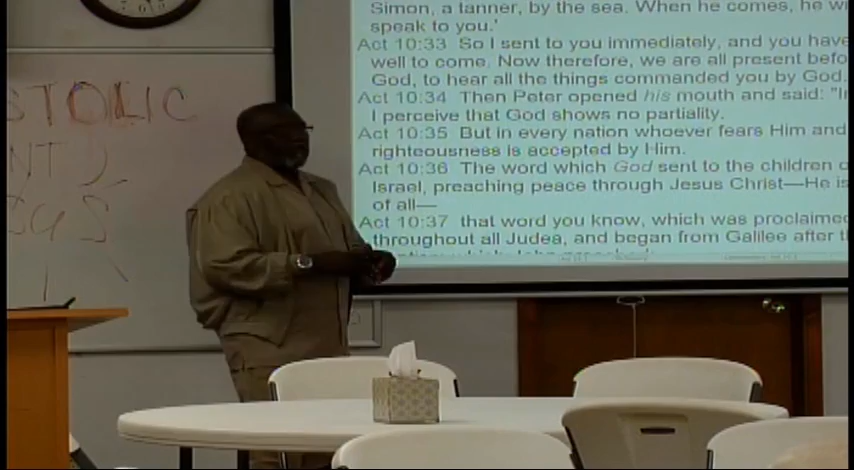 Simon, a tanner, by the sea. When he comes, he wi
speak to you.'
Act 10:33 So I sent to you immediately, and you have
well to come. Now therefore, we are all present befo
God, to hear all the things commanded you by God.
Act 10:34 Then Peter opened his mouth and said: "In
I perceive that God shows no partiality.
Act 10:35 But in every nation whoever fears Him and
righteousness is accepted by Him.
Act 10:36 The word which God sent to the children o
Israel, preaching peace through Jesus Christ—He is
of all—
Act 10:37 that word you know, which was proclaimed
throughout all Judea, and began from Galilee after th
STOLIC
NT